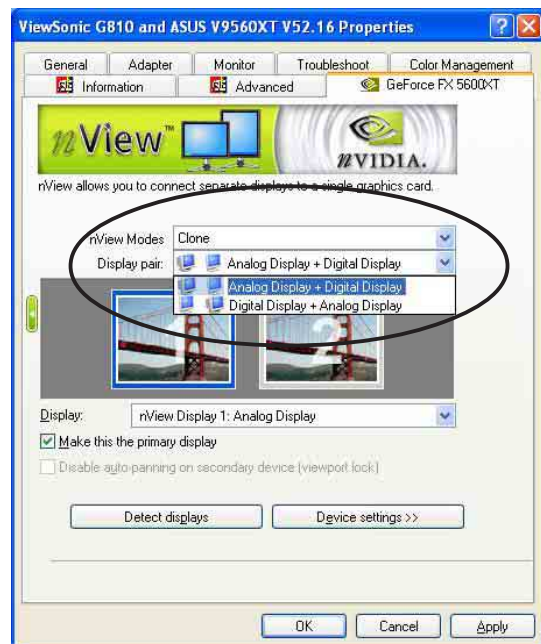 ViewSonic G810 and ASUS V9560XT V52.16 Properties
General Adapter Monitor Troubleshoot Color Management
Information Advanced GeForce FX 5600XT
nView™ nVIDIA.
nView allows you to connect separate displays to a single graphics card.
nView Modes Clone
Display pair: Analog Display + Digital Display
Analog Display + Digital Display
Digital Display + Analog Display
1 2
Display: nView Display 1: Analog Display
Make this the primary display
Disable auto-panning on secondary device (viewport lock)
Detect displays Device settings >>
OK Cancel Apply